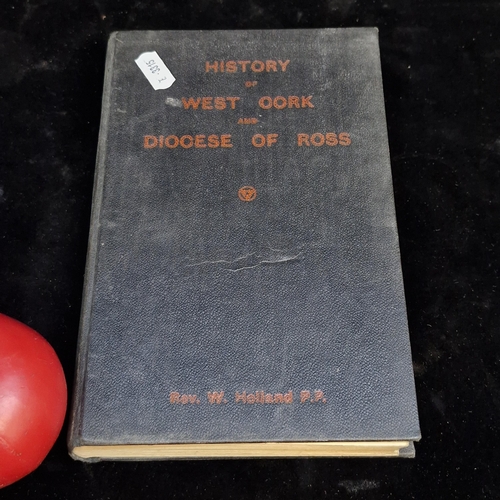 HISTORY
OF
WEST CORK
AND
DIOCESE OF ROSS
Rev. W. Holland P.P.